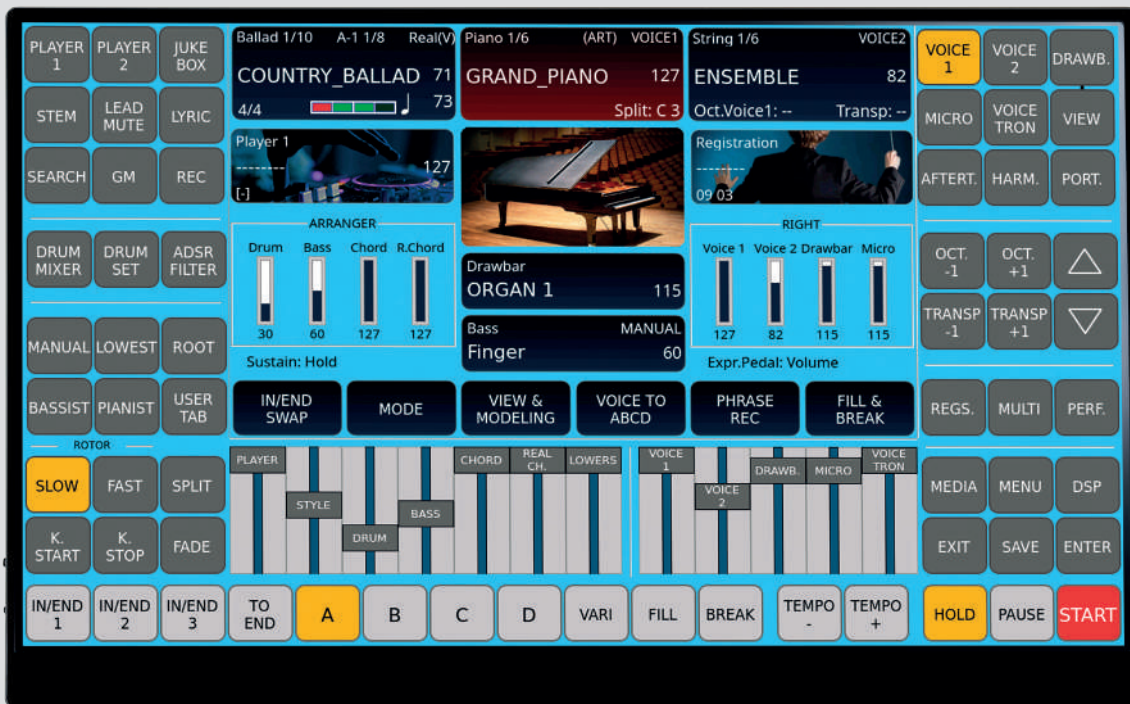 PLAYER
1
PLAYER
2
JUKE
BOX
STEM
LEAD
MUTE
LYRIC
SEARCH
GM
REC
DRUM
MIXER
DRUM
SET
ADSR
FILTER
MANUAL
LOWEST
ROOT
BASSIST
PIANIST
USER
TAB
ROTOR
SLOW
FAST
SPLIT
K.
START
K.
STOP
FADE
Ballad 1/10 A-1 1/8 Real(V)
COUNTRY_BALLAD 71
4/4 73
Piano 1/6 (ART) VOICE1
GRAND_PIANO 127
Split: C 3
String 1/6 VOICE2
ENSEMBLE 82
Oct.Voice1: -- Transp: --
Player 1
-------- 127
[-]
Registration
--------
09 03
ARRANGER
Drum Bass Chord R.Chord
30 60 127 127
Sustain: Hold
Drawbar
ORGAN 1 115
Bass MANUAL
Finger 60
RIGHT
Voice 1 Voice 2 Drawbar Micro
127 82 115 115
Expr.Pedal: Volume
IN/END
SWAP
MODE
VIEW &
MODELING
VOICE TO
ABCD
PHRASE
REC
FILL &
BREAK
PLAYER
STYLE
DRUM
BASS
CHORD
REAL
CH.
LOWERS
VOICE
1
VOICE
2
DRAWB.
MICRO
VOICE
TRON
VOICE
1
VOICE
2
DRAWB.
MICRO
VOICE
TRON
VIEW
AFTERT.
HARM.
PORT.
OCT.
-1
OCT.
+1
TRANSP
-1
TRANSP
+1
REGS.
MULTI
PERF.
MEDIA
MENU
DSP
EXIT
SAVE
ENTER
IN/END
1
IN/END
2
IN/END
3
TO
END
A
B
C
D
VARI
FILL
BREAK
TEMPO
-
TEMPO
+
HOLD
PAUSE
START